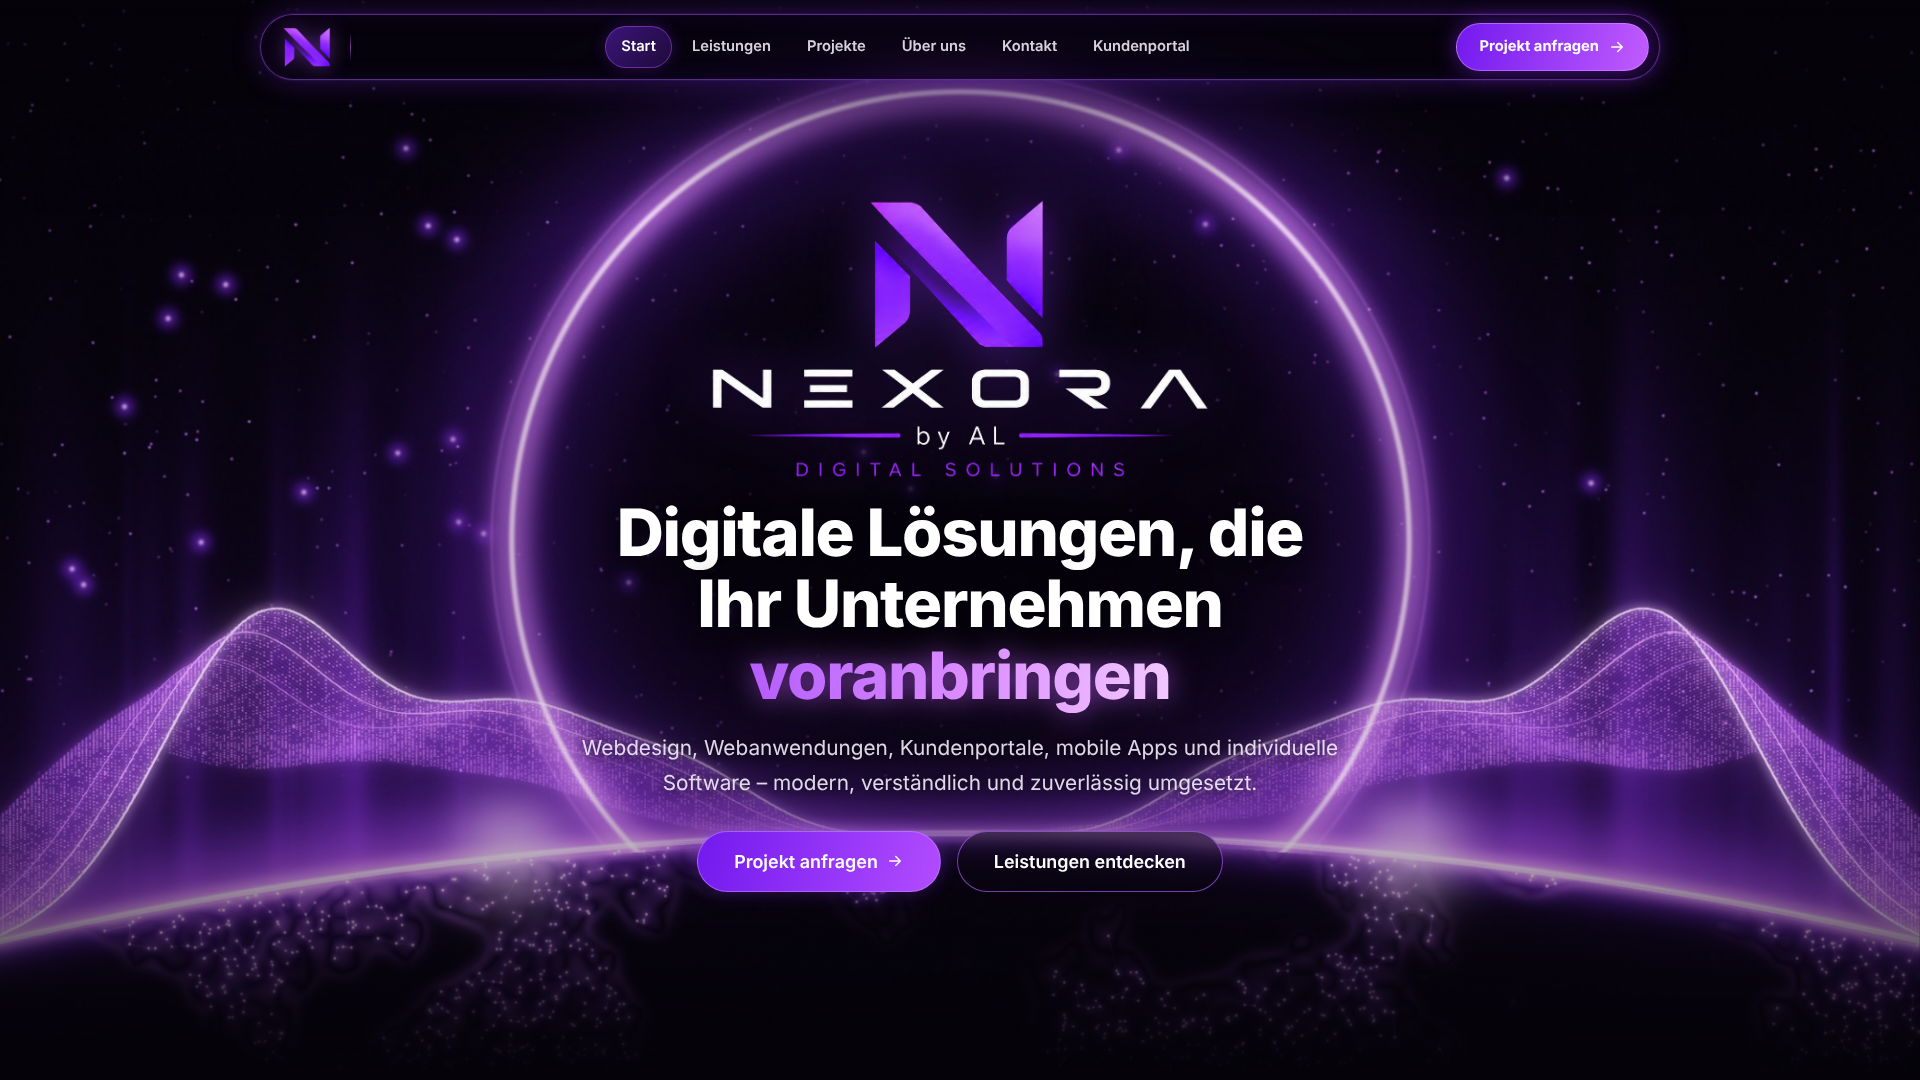 Start
Leistungen
Projekte
Über uns
Kontakt
Kundenportal
Projekt anfragen →
NEXORA
by AL
DIGITAL SOLUTIONS
Digitale Lösungen, die
Ihr Unternehmen
voranbringen
Webdesign, Webanwendungen, Kundenportale, mobile Apps und individuelle
Software – modern, verständlich und zuverlässig umgesetzt.
Projekt anfragen →
Leistungen entdecken